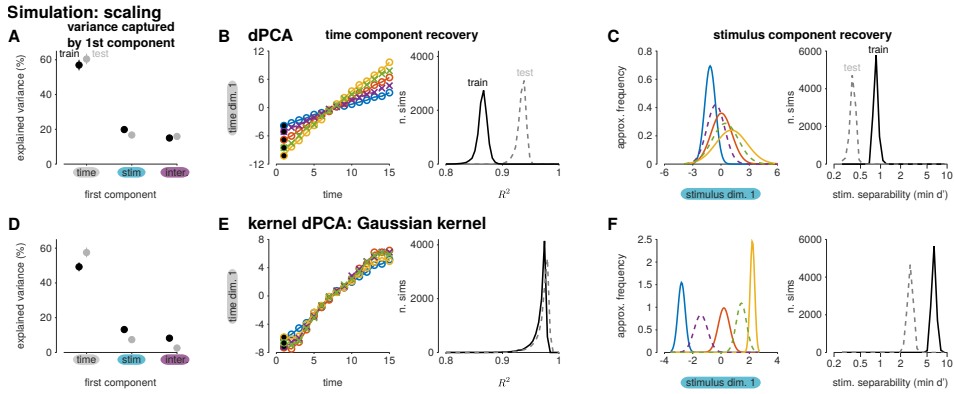 Simulation: scaling
A
variance captured
by 1st component
train
test
explained variance (%)
60
40
20
0
time
stim
inter.
first component
B
dPCA
time component recovery
time dim. 1
12
8
4
0
-4
-8
-12
0
5
10
15
time
n. sims
4000
2000
0
train
test
0.8
0.9
1
R²
C
stimulus component recovery
approx. frequency
0.8
0.6
0.4
0.2
0
-6
-3
0
3
6
stimulus dim. 1
n. sims
6000
4000
2000
0
test
train
0.2
0.5
1
2
5
10
stim. separability (min d')
D
explained variance (%)
60
40
20
0
time
stim
inter.
first component
E
kernel dPCA: Gaussian kernel
time dim. 1
8
4
0
-4
-8
0
5
10
15
time
n. sims
4000
2000
0
0.8
0.9
1
R²
F
approx. frequency
2.5
2
1.5
1
0.5
0
-4
-2
0
2
4
stimulus dim. 1
n. sims
6000
4000
2000
0
0.2
0.5
1
2
5
10
stim. separability (min d')